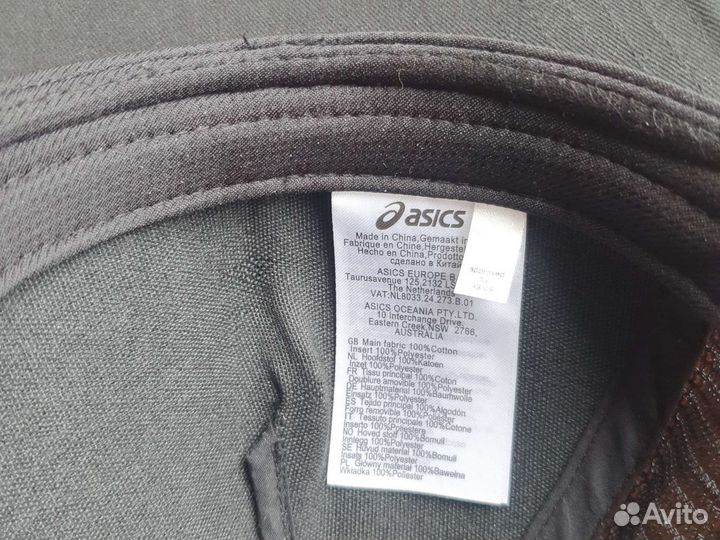 asics
Made in China,Gemaakt in
Fabrique en Chine,Hergeste
Hecho en China,Prodotto
сделано в Китай
approved
ASICS EUROPE B.
Taurusavenue 125,2132 LS
The Netherlands
VAT:NL8033.24.273.B.01
ASICS OCEANIA PTY.LTD.
10 Interchange Drive,
Eastern Creek,NSW 2766,
AUSTRALIA
GB Main fabric 100%Cotton
Insert 100%Polyester
NL Hoofdstof 100%Katoen
Inzet 100%Polyester
FR Tissu principal 100%Coton
Doublure amovible 100%Polyester
DE Hauptmaterial 100%Baumwolle
Einsatz 100%Polyester
ES Tejido principal 100%Algodón
Forro removible 100%Polyester
IT Tessuto principale 100%Cotone
Inserto 100%Poliestere
NO Hoved stoff 100%Bomull
Innlegg 100%Polyester
SE Huvud material 100%Bomull
Insats 100%Polyester
PL Główny materiał 100%Bawełna
Wkładka 100%Poliester
Avito